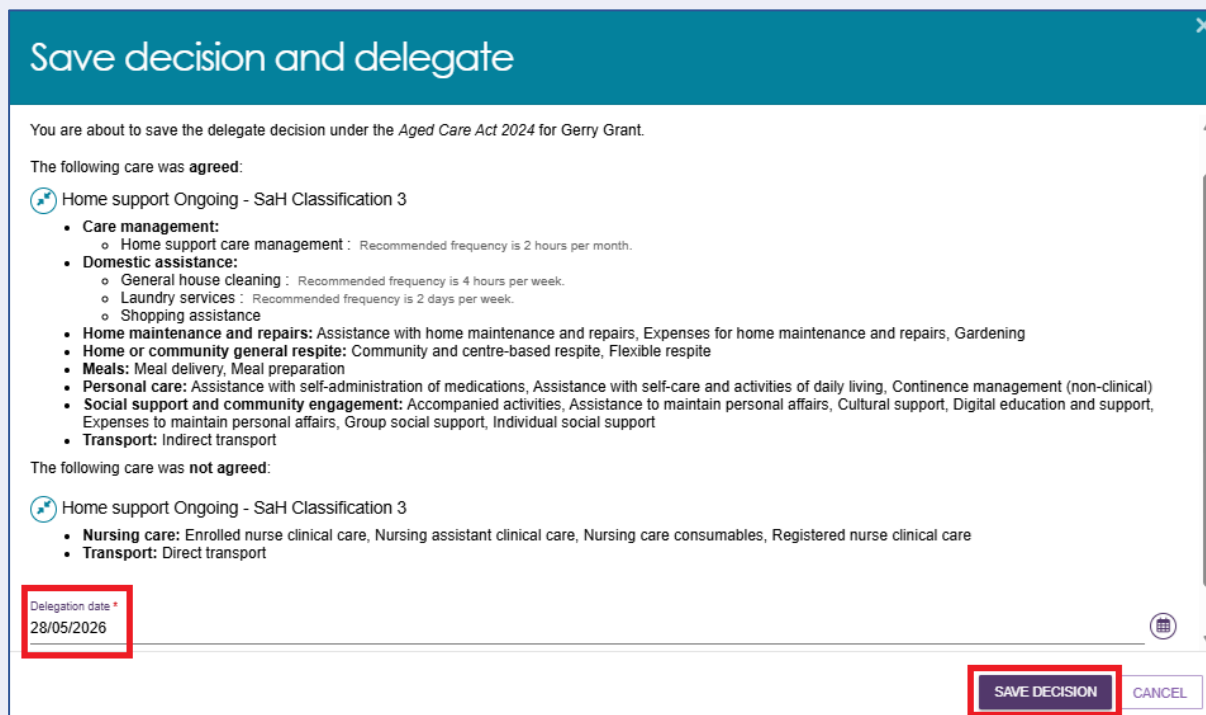 Save decision and delegate
You are about to save the delegate decision under the Aged Care Act 2024 for Gerry Grant.
The following care was agreed:
Home support Ongoing - SaH Classification 3
• Care management:
o Home support care management : Recommended frequency is 2 hours per month.
• Domestic assistance:
o General house cleaning : Recommended frequency is 4 hours per week.
o Laundry services : Recommended frequency is 2 days per week.
o Shopping assistance
• Home maintenance and repairs: Assistance with home maintenance and repairs, Expenses for home maintenance and repairs, Gardening
• Home or community general respite: Community and centre-based respite, Flexible respite
• Meals: Meal delivery, Meal preparation
• Personal care: Assistance with self-administration of medications, Assistance with self-care and activities of daily living, Continence management (non-clinical)
• Social support and community engagement: Accompanied activities, Assistance to maintain personal affairs, Cultural support, Digital education and support,
Expenses to maintain personal affairs, Group social support, Individual social support
• Transport: Indirect transport
The following care was not agreed:
Home support Ongoing - SaH Classification 3
• Nursing care: Enrolled nurse clinical care, Nursing assistant clinical care, Nursing care consumables, Registered nurse clinical care
• Transport: Direct transport
Delegation date *
28/05/2026
SAVE DECISION CANCEL